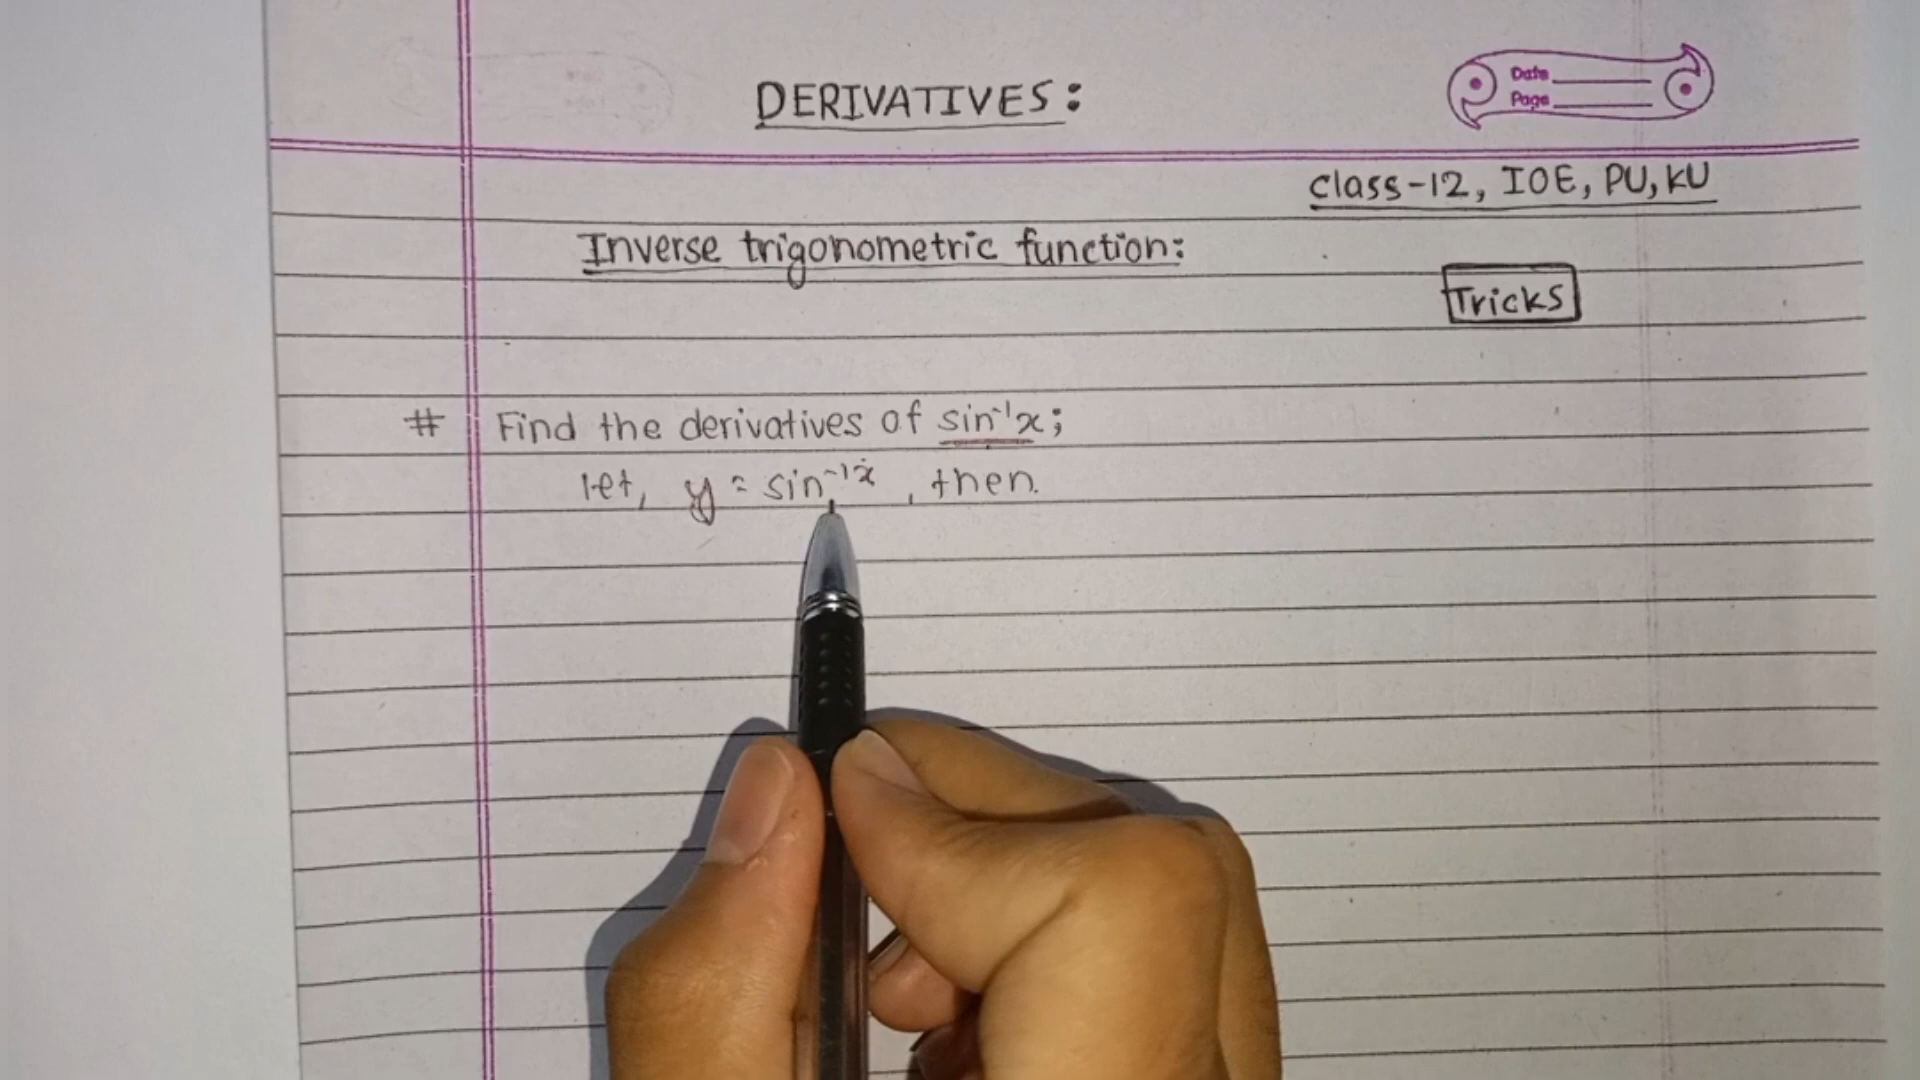 DERIVATIVES:
Date
Page
class-12, IOE, PU, KU
Inverse trigonometric function:
Tricks
# Find the derivatives of sin⁻¹x;
let, y = sin⁻¹x , then.